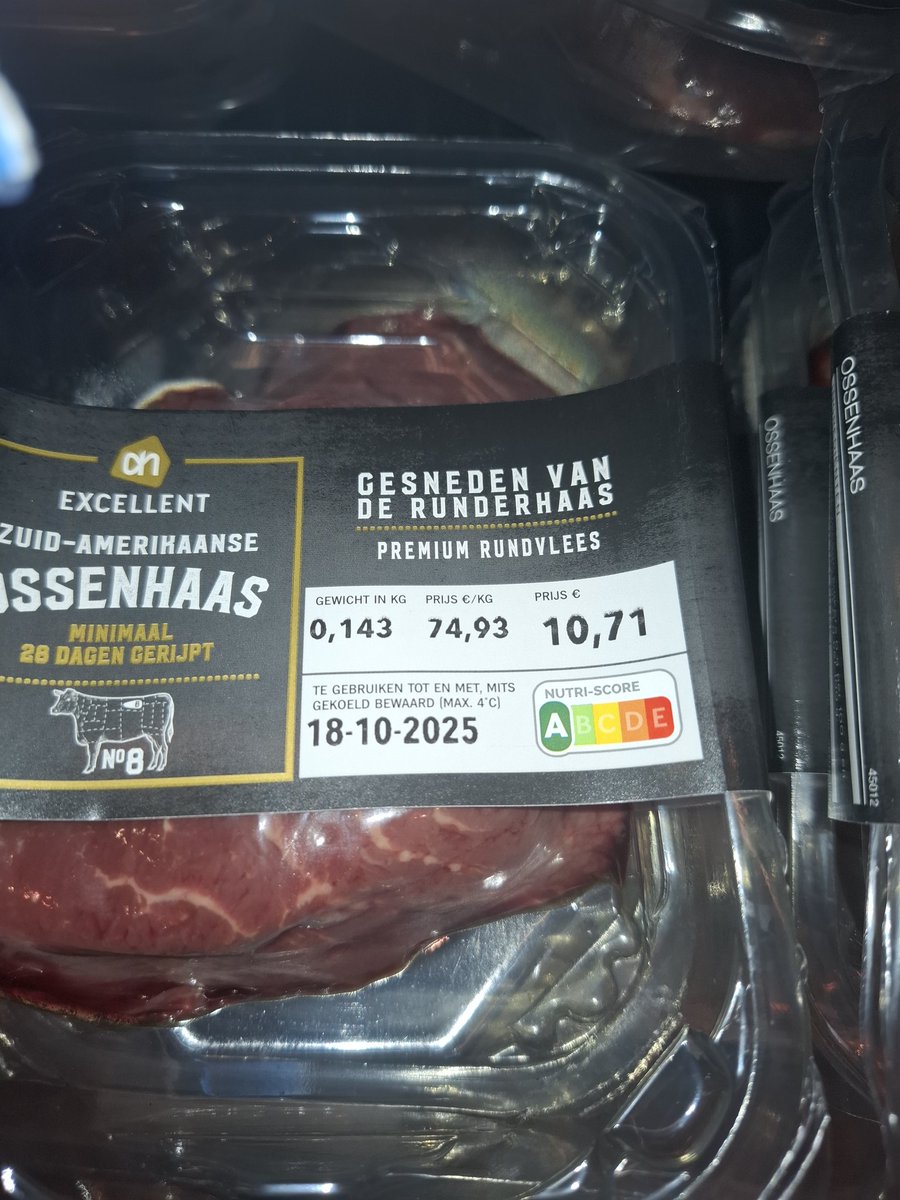 ah
EXCELLENT
ZUID-AMERIKAANSE
OSSENHAAS
MINIMAAL
28 DAGEN GERIJPT
No8
GESNEDEN VAN
DE RUNDERHAAS
PREMIUM RUNDVLEES
GEWICHT IN KG PRIJS €/KG PRIJS €
0,143 74,93 10,71
TE GEBRUIKEN TOT EN MET, MITS
GEKOELD BEWAARD (MAX. 4°C)
18-10-2025
NUTRI-SCORE
A B C D E
OSSENHAAS
45012
OSSENHAAS
45012